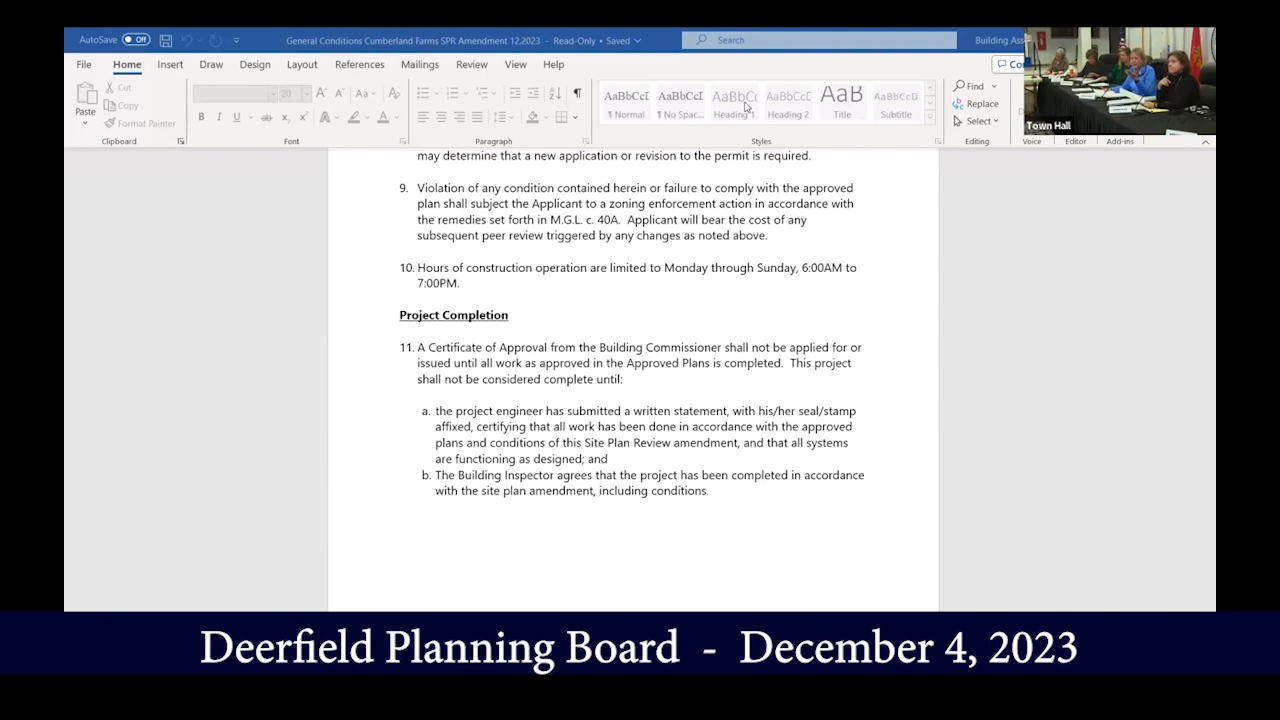 AutoSave Off
General Conditions Cumberland Farms SPR Amendment 12.2023 - Read-Only • Saved
Search
Building Ass
File Home Insert Draw Design Layout References Mailings Review View Help
Co
Paste
Cut
Copy
Format Painter
20
Aa
AaBbCcI AaBbCcI AaBbC AaBbCcD AaB AaBbCcD
¶ Normal ¶ No Spac... Heading 1 Heading 2 Title Subtitle
Find
Replace
Select
Town Hall
Clipboard Font Paragraph Styles Editing Voice Editor Add-ins
may determine that a new application or revision to the permit is required.
9. Violation of any condition contained herein or failure to comply with the approved
plan shall subject the Applicant to a zoning enforcement action in accordance with
the remedies set forth in M.G.L. c. 40A. Applicant will bear the cost of any
subsequent peer review triggered by any changes as noted above.
10. Hours of construction operation are limited to Monday through Sunday, 6:00AM to
7:00PM.
Project Completion
11. A Certificate of Approval from the Building Commissioner shall not be applied for or
issued until all work as approved in the Approved Plans is completed. This project
shall not be considered complete until:
a. the project engineer has submitted a written statement, with his/her seal/stamp
affixed, certifying that all work has been done in accordance with the approved
plans and conditions of this Site Plan Review amendment, and that all systems
are functioning as designed; and
b. The Building Inspector agrees that the project has been completed in accordance
with the site plan amendment, including conditions.
Deerfield Planning Board - December 4, 2023